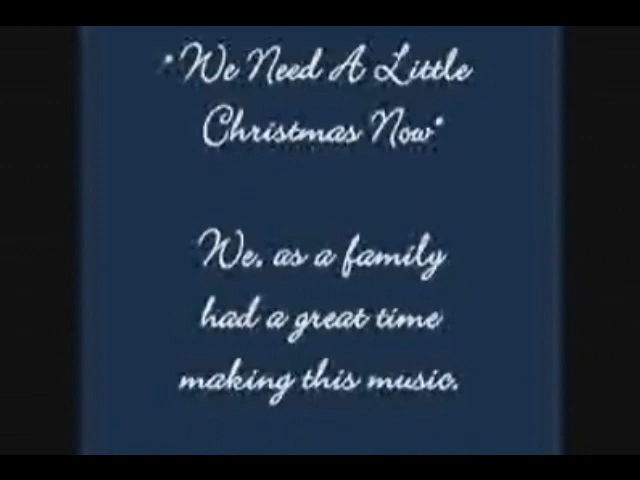 "We Need A Little
Christmas Now"
We, as a family
had a great time
making this music.